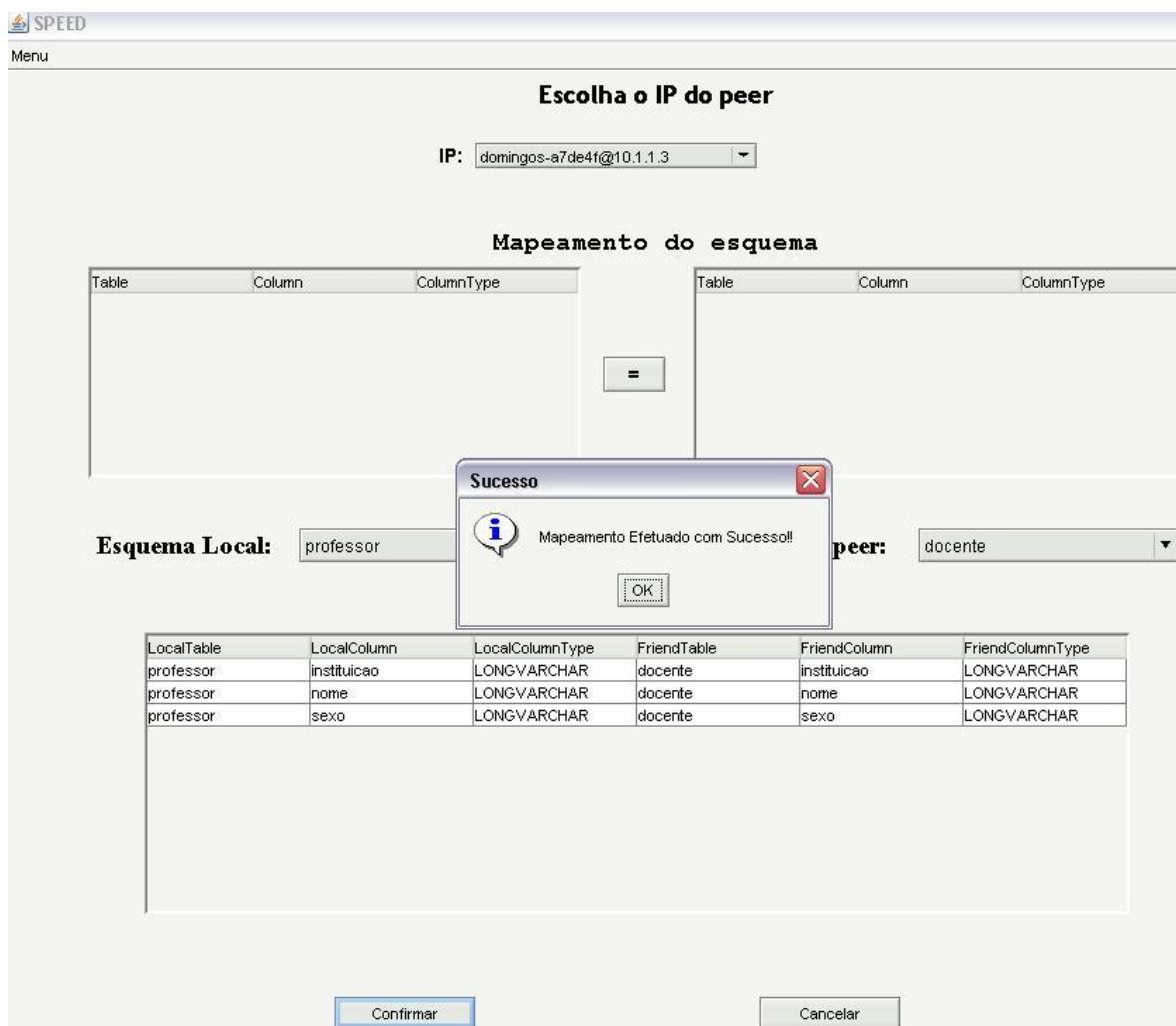 SPEED
Menu
Escolha o IP do peer
IP: domingos-a7de4f@10.1.1.3
Mapeamento do esquema
Table Column ColumnType Table Column ColumnType
=
Sucesso
Mapeamento Efetuado com Sucesso!!
OK
Esquema Local: professor peer: docente
LocalTable LocalColumn LocalColumnType FriendTable FriendColumn FriendColumnType
professor instituicao LONGVARCHAR docente instituicao LONGVARCHAR
professor nome LONGVARCHAR docente nome LONGVARCHAR
professor sexo LONGVARCHAR docente sexo LONGVARCHAR
Confirmar Cancelar